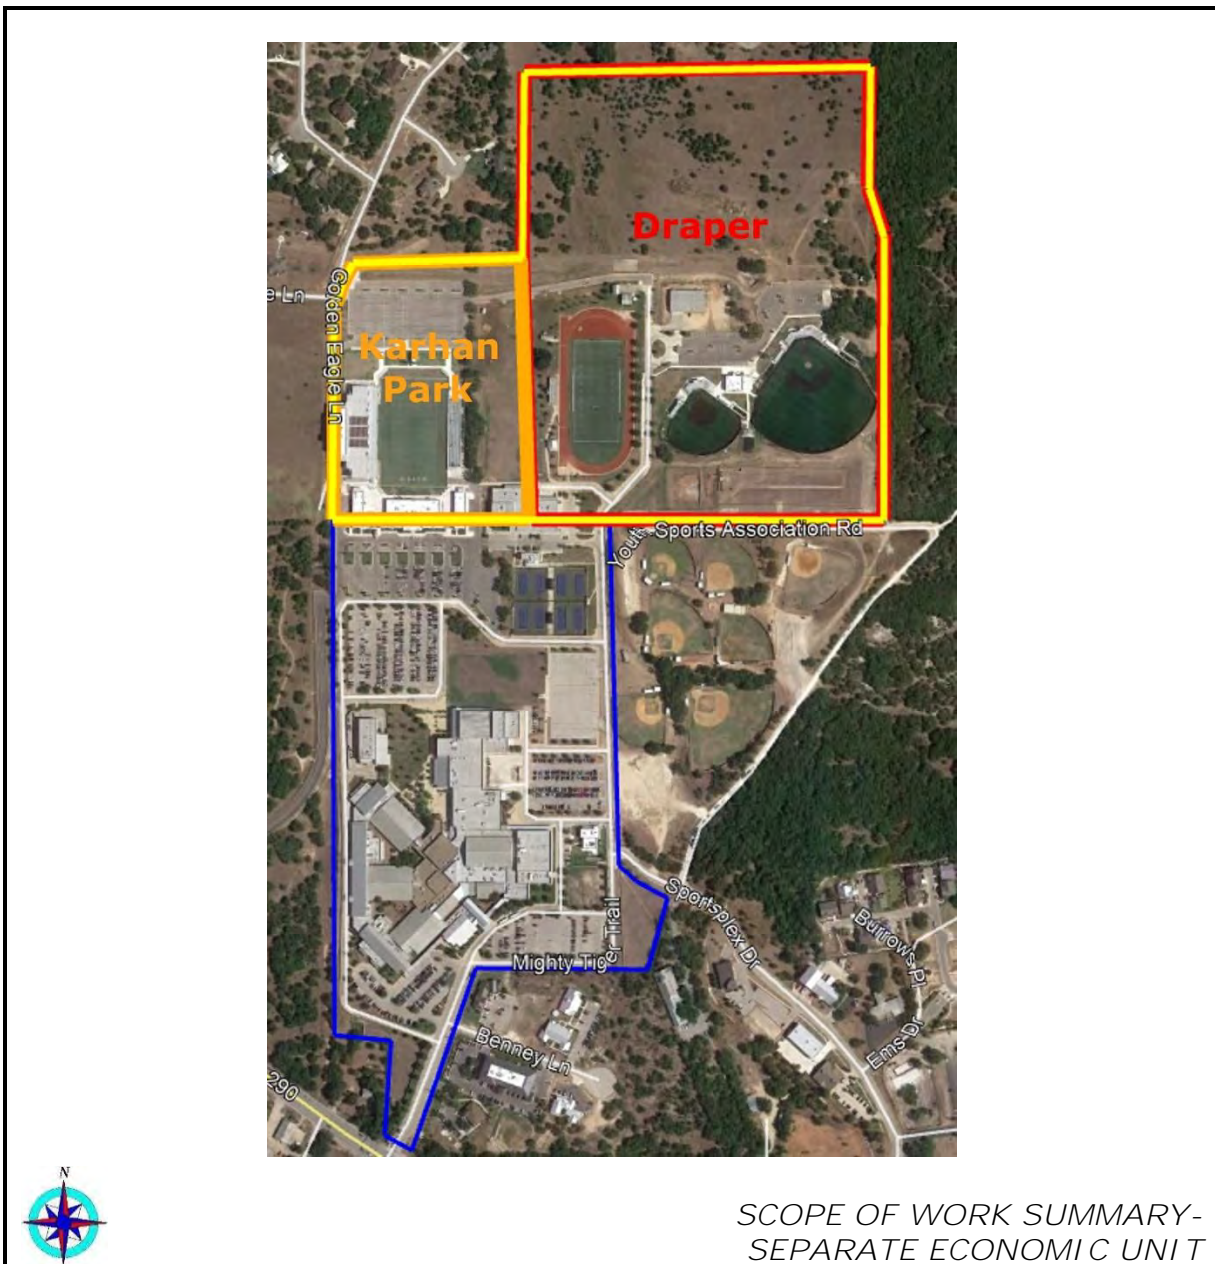 Draper
e Ln
Golden Eagle Ln
Karhan
Park
Youth Sports Association Rd
Sportsplex Dr
Burrows Pl
Mighty Tiger Trail
Ems Dr
Benney Ln
290
N
SCOPE OF WORK SUMMARY-
SEPARATE ECONOMIC UNIT